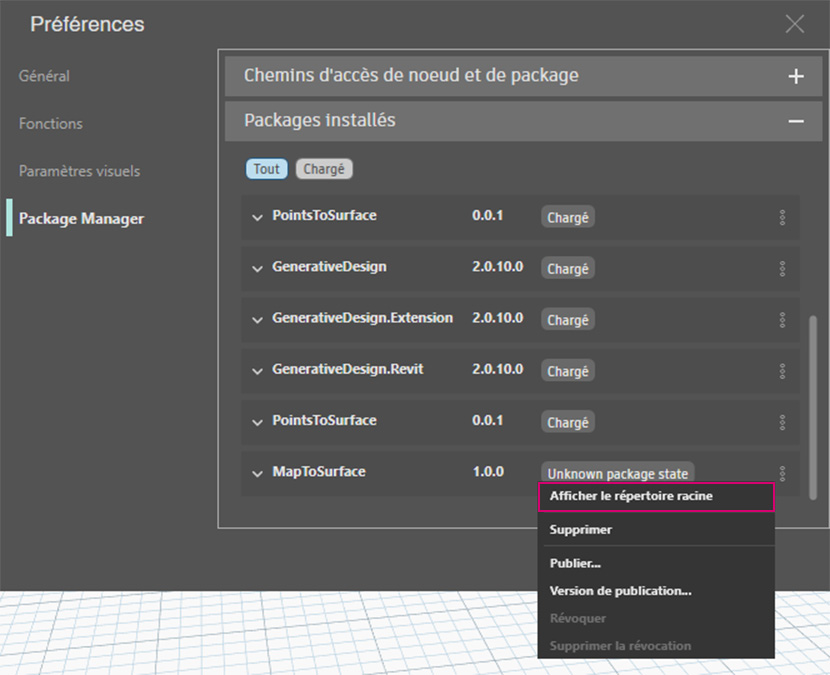 Préférences
Général
Fonctions
Paramètres visuels
Package Manager
Chemins d'accès de noeud et de package
Packages installés
Tout Chargé
PointsToSurface 0.0.1 Chargé
GenerativeDesign 2.0.10.0 Chargé
GenerativeDesign.Extension 2.0.10.0 Chargé
GenerativeDesign.Revit 2.0.10.0 Chargé
PointsToSurface 0.0.1 Chargé
MapToSurface 1.0.0 Unknown package state
Afficher le répertoire racine
Supprimer
Publier...
Version de publication...
Révoquer
Supprimer la révocation